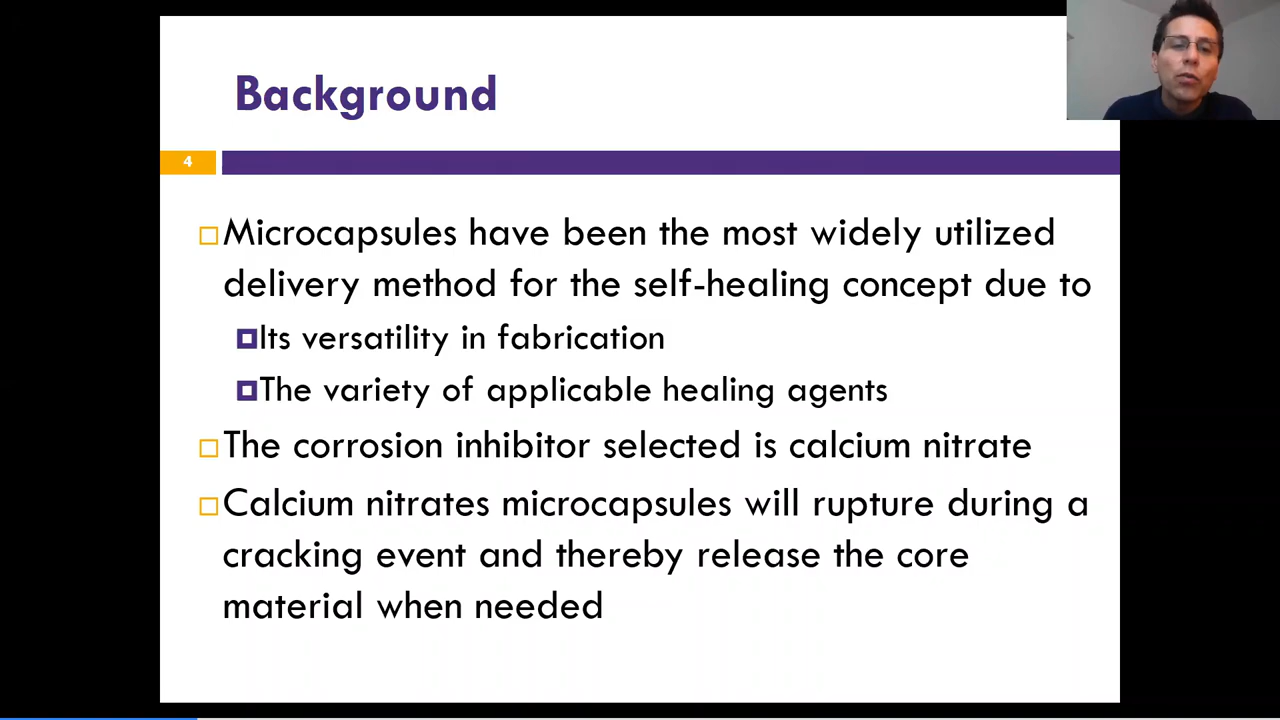 Background
4
Microcapsules have been the most widely utilized
delivery method for the self-healing concept due to
Its versatility in fabrication
The variety of applicable healing agents
The corrosion inhibitor selected is calcium nitrate
Calcium nitrates microcapsules will rupture during a
cracking event and thereby release the core
material when needed